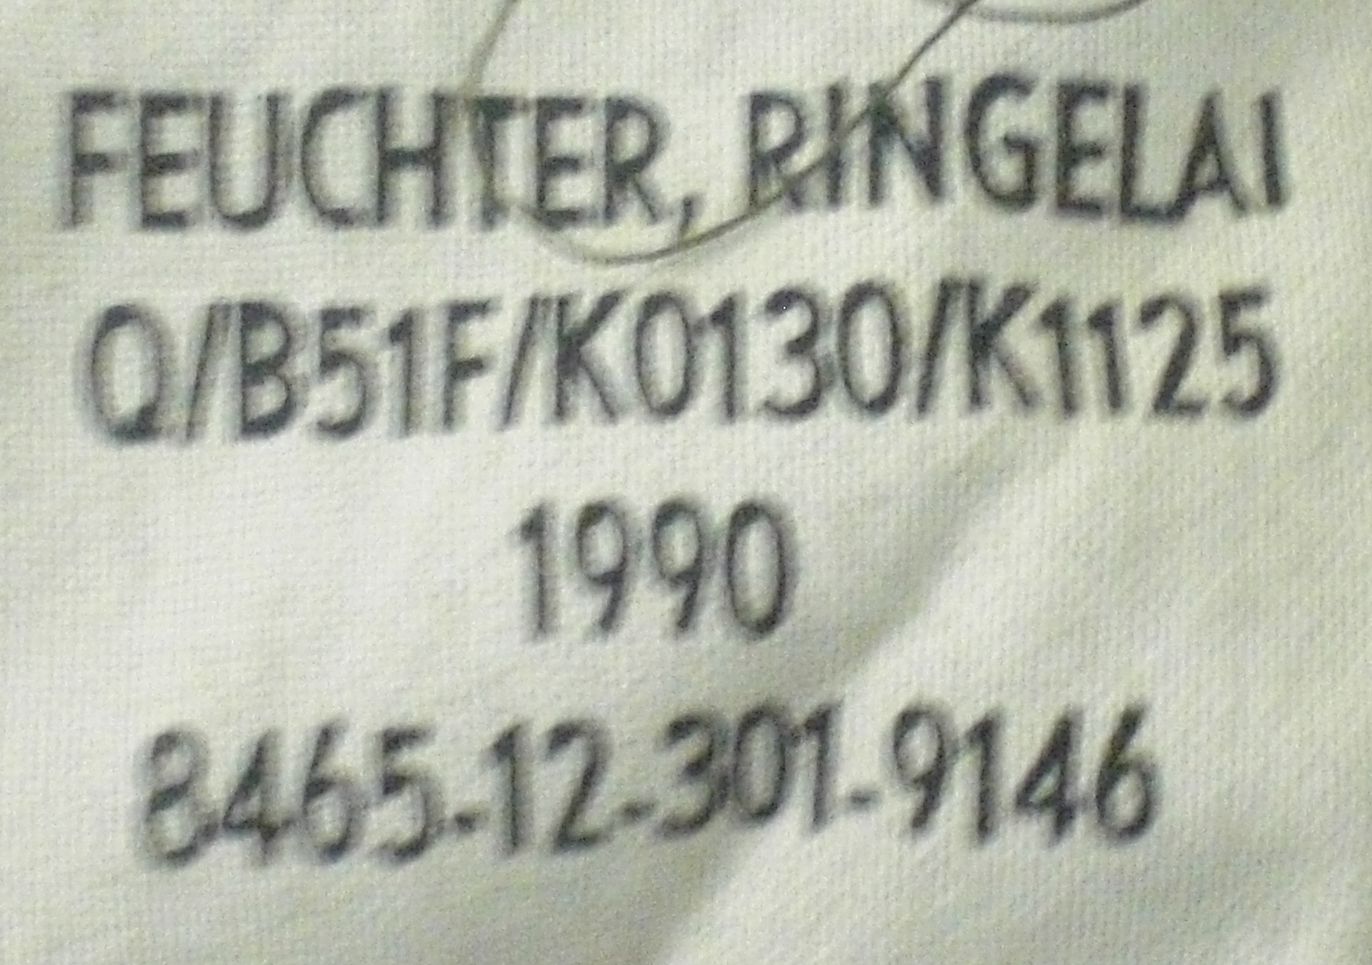 FEUCHTER, RINGELAI
Q/B51F/K0130/K1125
1990
8465-12-301-9146